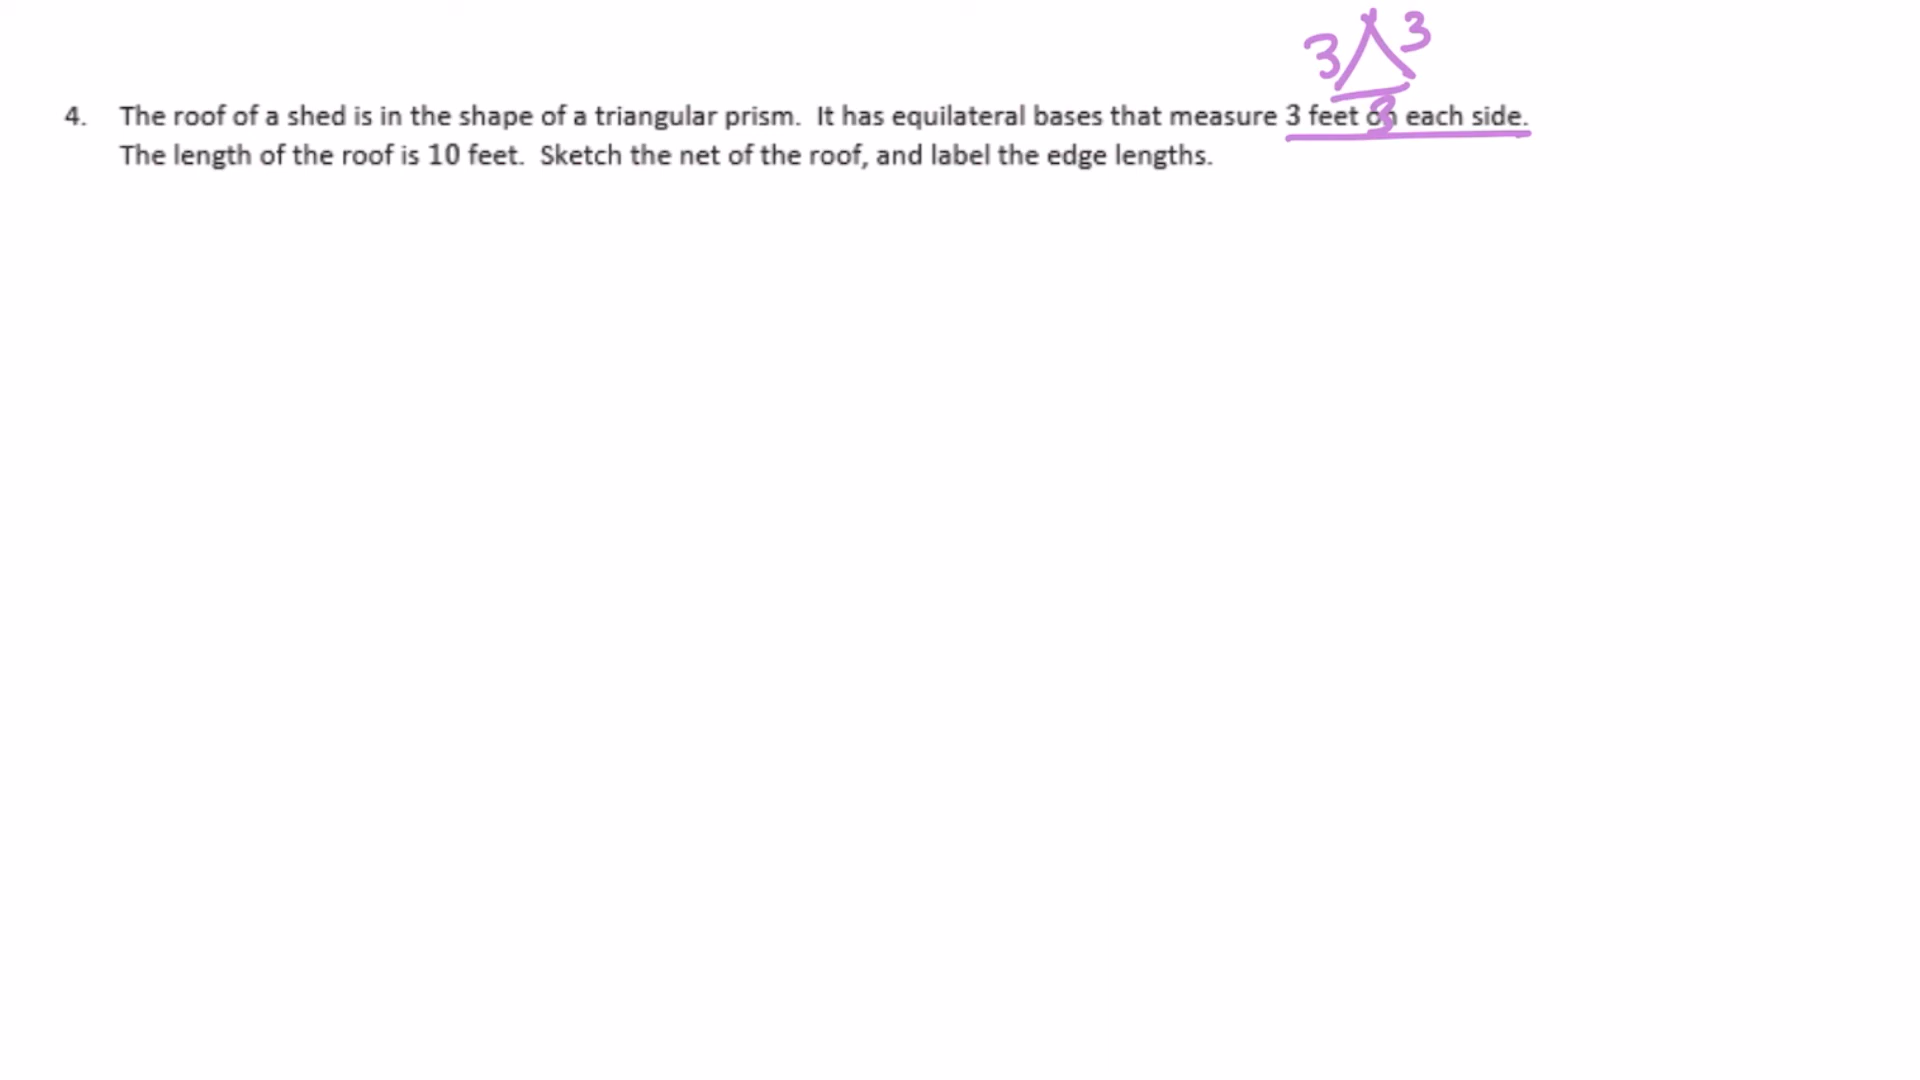 3 3
3
4. The roof of a shed is in the shape of a triangular prism. It has equilateral bases that measure 3 feet on each side.
The length of the roof is 10 feet. Sketch the net of the roof, and label the edge lengths.